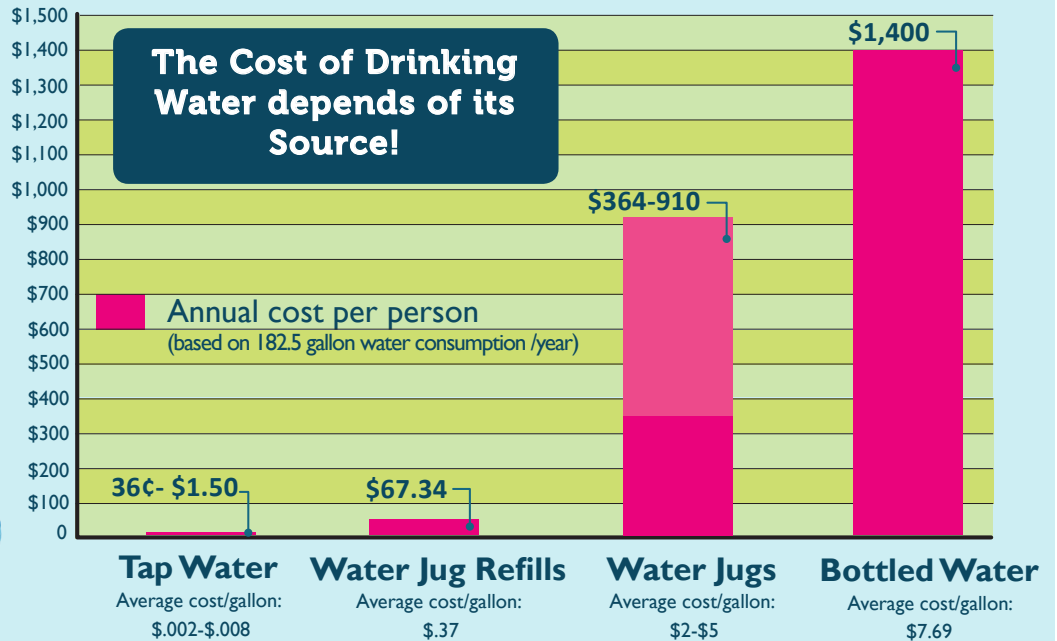 $1,500
$1,400
$1,300
$1,200
$1,100
$1,000
$900
$800
$700
$600
$500
$400
$300
$200
$100
0
The Cost of Drinking
Water depends of its
Source!
Annual cost per person
(based on 182.5 gallon water consumption /year)
36¢- $1.50
$67.34
$364-910
$1,400
Tap Water
Average cost/gallon:
$.002-$.008
Water Jug Refills
Average cost/gallon:
$.37
Water Jugs
Average cost/gallon:
$2-$5
Bottled Water
Average cost/gallon:
$7.69